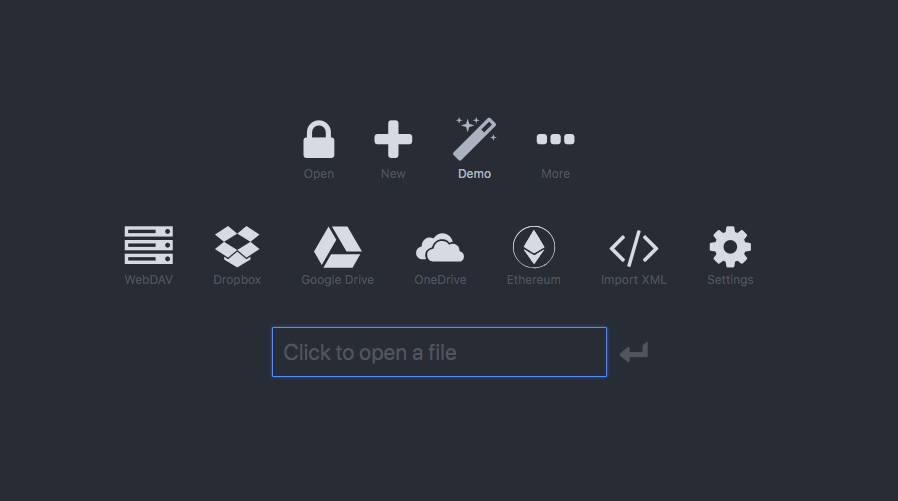 Open New Demo More
WebDAV Dropbox Google Drive OneDrive Ethereum Import XML Settings
Click to open a file